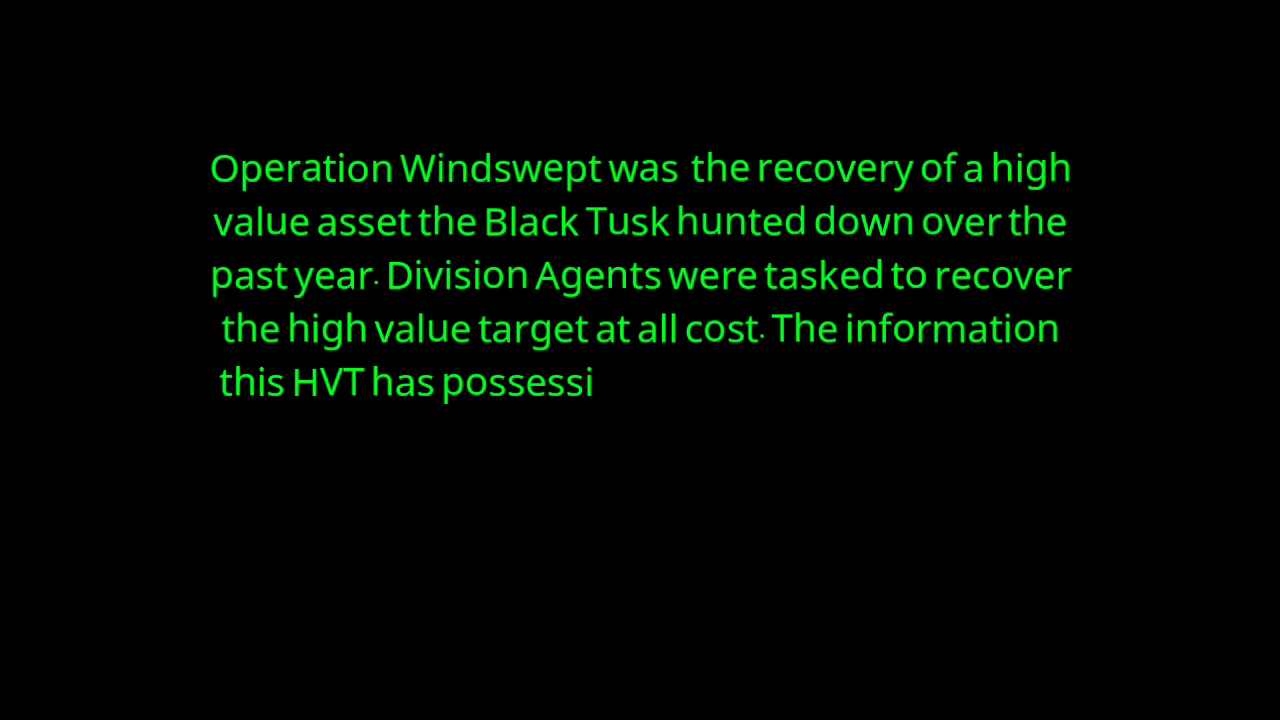 Operation Windswept was the recovery of a high
value asset the Black Tusk hunted down over the
past year. Division Agents were tasked to recover
the high value target at all cost. The information
this HVT has possessi